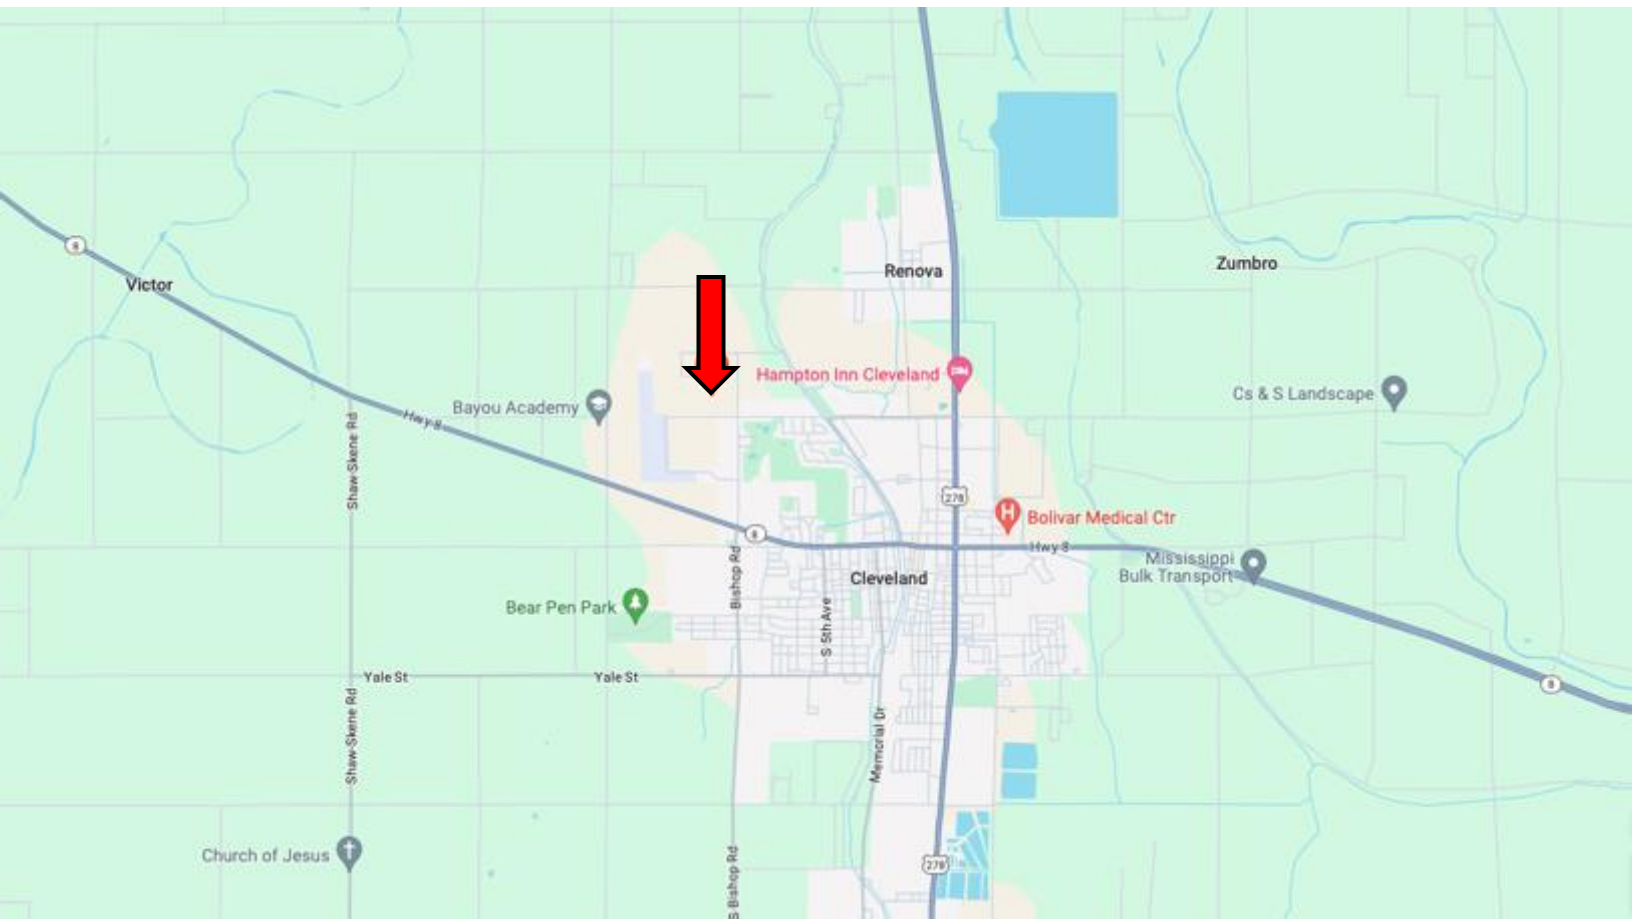 8
Victor
Renova
Zumbro
Hampton Inn Cleveland
Cs & S Landscape
Bayou Academy
Hwy 8
Shaw-Skene Rd
278
Bolivar Medical Ctr
8
Hwy 8
Mississippi
Bulk Transport
Cleveland
Bishop Rd
Bear Pen Park
S 5th Ave
Yale St
Yale St
8
Shaw-Skene Rd
Memorial Dr
Church of Jesus
278
S Bishop Rd